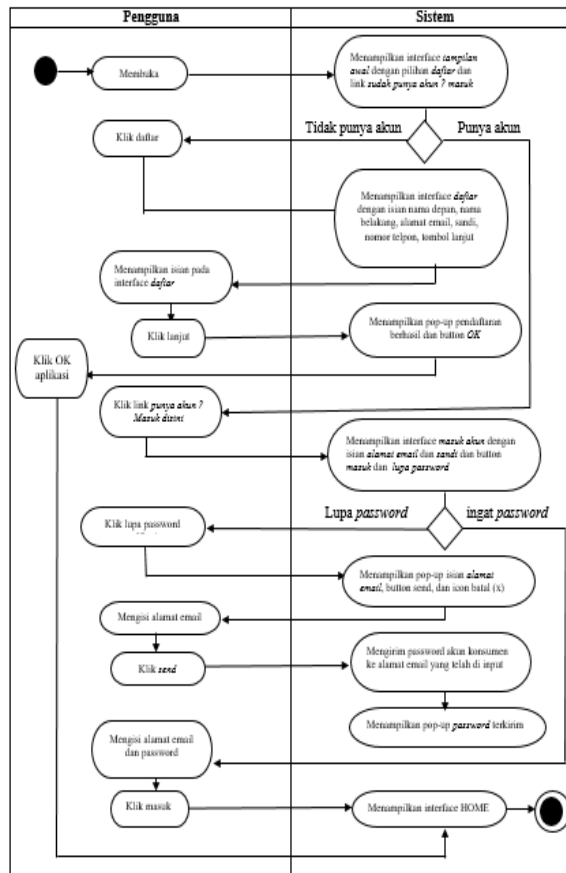 Pengguna
Sistem
Membuka
Menampilkan interface tampilan
awal dengan pilihan daftar dan
link sudah punya akun ? masuk
Tidak punya akun
Punya akun
Klik daftar
Menampilkan interface daftar
dengan isian nama depan, nama
belakang, alamat email, sandi,
nomor telpon, tombol lanjut
Menampilkan isian pada
interface daftar
Klik lanjut
Menampilkan pop-up pendaftaran
berhasil dan button OK
Klik OK
aplikasi
Klik link punya akun ?
Masuk disini
Menampilkan interface masuk akun dengan
isian alamat email dan sandi dan button
masuk dan lupa password
Lupa password
ingat password
Klik lupa password
Menampilkan pop-up isian alamat
email, button send, dan icon batal (x)
Mengisi alamat email
Klik send
Mengirim password akun konsumen
ke alamat email yang telah di input
Menampilkan pop-up password terkirim
Mengisi alamat email
dan password
Klik masuk
Menampilkan interface HOME